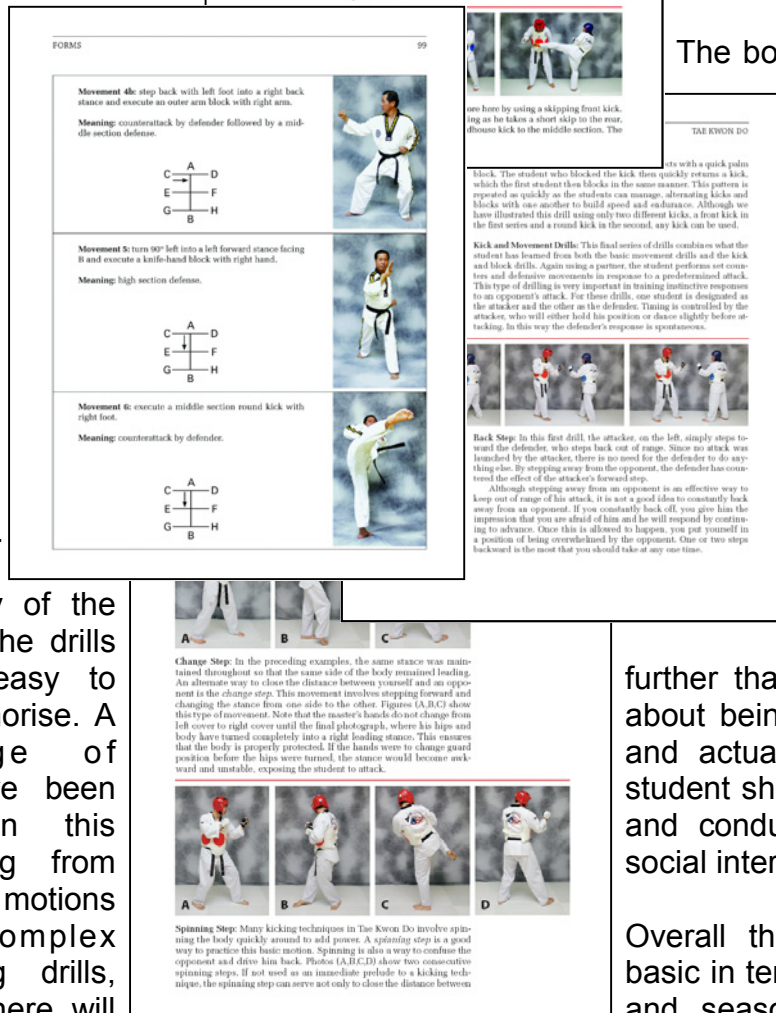 FORMS 99
Movement 4b: step back with left foot into a right back
stance and execute an outer arm block with right arm.
Meaning: counterattack by defender followed by a mid-
dle section defense.
A
C D
E F
G H
B
Movement 5: turn 90° left into a left forward stance facing
B and execute a knife-hand block with right hand.
Meaning: high section defense.
A
C D
E F
G H
B
Movement 6: execute a middle section round kick with
right foot.
Meaning: counterattack by defender.
A
C D
E F
G H
B
ore here by using a skipping front kick.
ing as he takes a short skip to the rear,
dhouse kick to the middle section. The
The bo
TAE KWON DO
cts with a quick palm
block. The student who blocked the kick then quickly returns a kick,
which the first student then blocks in the same manner. This pattern is
repeated as quickly as the students can manage, alternating kicks and
blocks with one another to build speed and endurance. Although we
have illustrated this drill using only two different kicks, a front kick in
the first series and a round kick in the second, any kick can be used.
Kick and Movement Drills: This final series of drills combines what the
student has learned from both the basic movement drills and the kick
and block drills. Again using a partner, the student performs set coun-
ters and defensive movements in response to a predetermined attack.
This type of drilling is very important in training instinctive responses
to an opponent's attack. For these drills, one student is designated as
the attacker and the other as the defender. Timing is controlled by the
attacker, who will either hold his position or dance slightly before at-
tacking. In this way the defender's response is spontaneous.
Back Step: In this first drill, the attacker, on the left, simply steps to-
ward the defender, who steps back out of range. Since no attack was
launched by the attacker, there is no need for the defender to do any-
thing else. By stepping away from the opponent, the defender has coun-
tered the effect of the attacker's forward step.
Although stepping away from an opponent is an effective way to
keep out of range of his attack, it is not a good idea to constantly back
away from an opponent. If you constantly back off, you give him the
impression that you are afraid of him and he will respond by continu-
ing to advance. Once this is allowed to happen, you put yourself in
a position of being overwhelmed by the opponent. One or two steps
backward is the most that you should take at any one time.
y of the
he drills
easy to
norise. A
ge of
e been
n this
g from
motions
omplex
g drills,
here will
A B C
Change Step: In the preceding examples, the same stance was main-
tained throughout so that the same side of the body remained leading.
An alternate way to close the distance between yourself and an oppo-
nent is the change step. This movement involves stepping forward and
changing the stance from one side to the other. Figures (A,B,C) show
this type of movement. Note that the master's hands do not change from
left cover to right cover until the final photograph, where his hips and
body have turned completely into a right leading stance. This ensures
that the body is properly protected. If the hands were to change guard
position before the hips were turned, the stance would become awk-
ward and unstable, exposing the student to attack.
A B C D
Spinning Step: Many kicking techniques in Tae Kwon Do involve spin-
ning the body quickly around to add power. A spinning step is a good
way to practice this basic motion. Spinning is also a way to confuse the
opponent and drive him back. Photos (A,B,C,D) show two consecutive
spinning steps. If not used as an immediate prelude to a kicking tech-
nique, the spinning step can serve not only to close the distance between
further tha
about bein
and actua
student sh
and condu
social inter
Overall th
basic in ter
and seaso